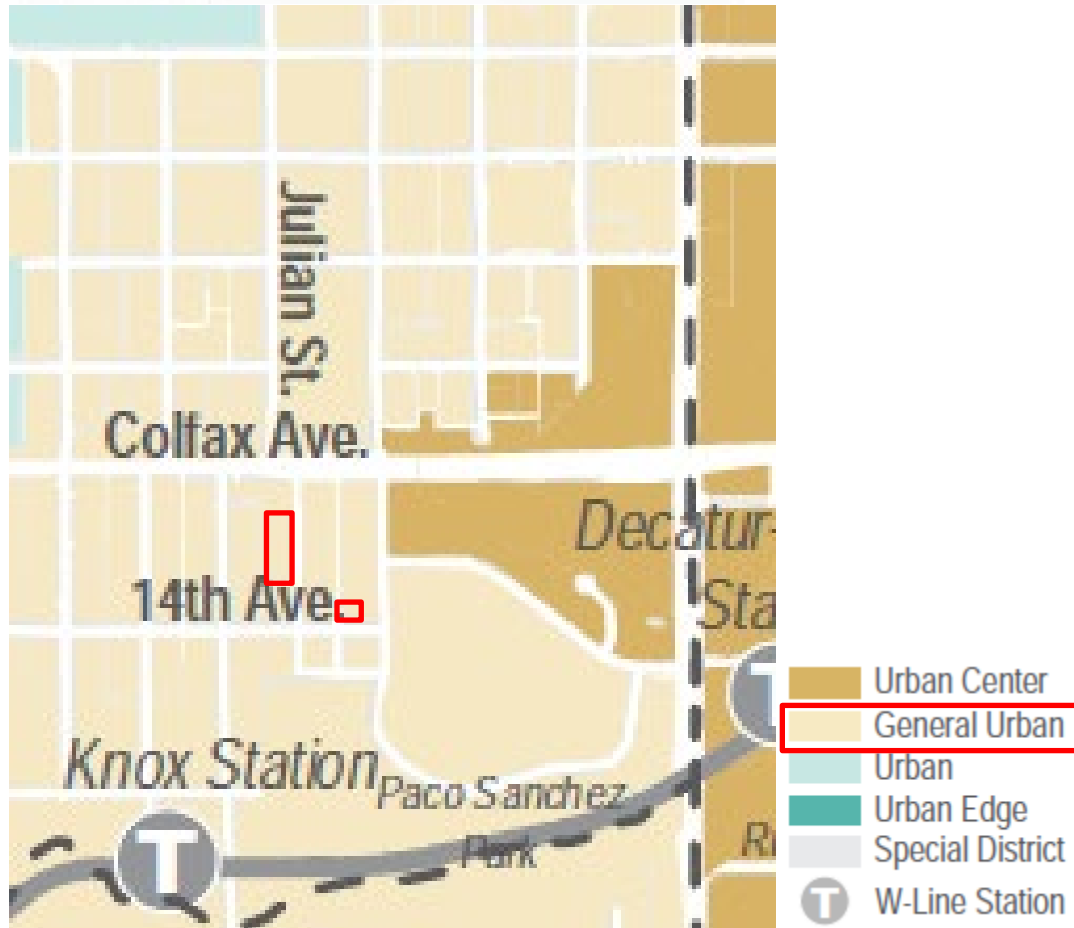 Julian St.
Colfax Ave.
Decatur-
14th Ave.
Sta
T
Knox Station
Paco Sanchez
Park
T
Urban Center
General Urban
Urban
Urban Edge
Special District
T W-Line Station